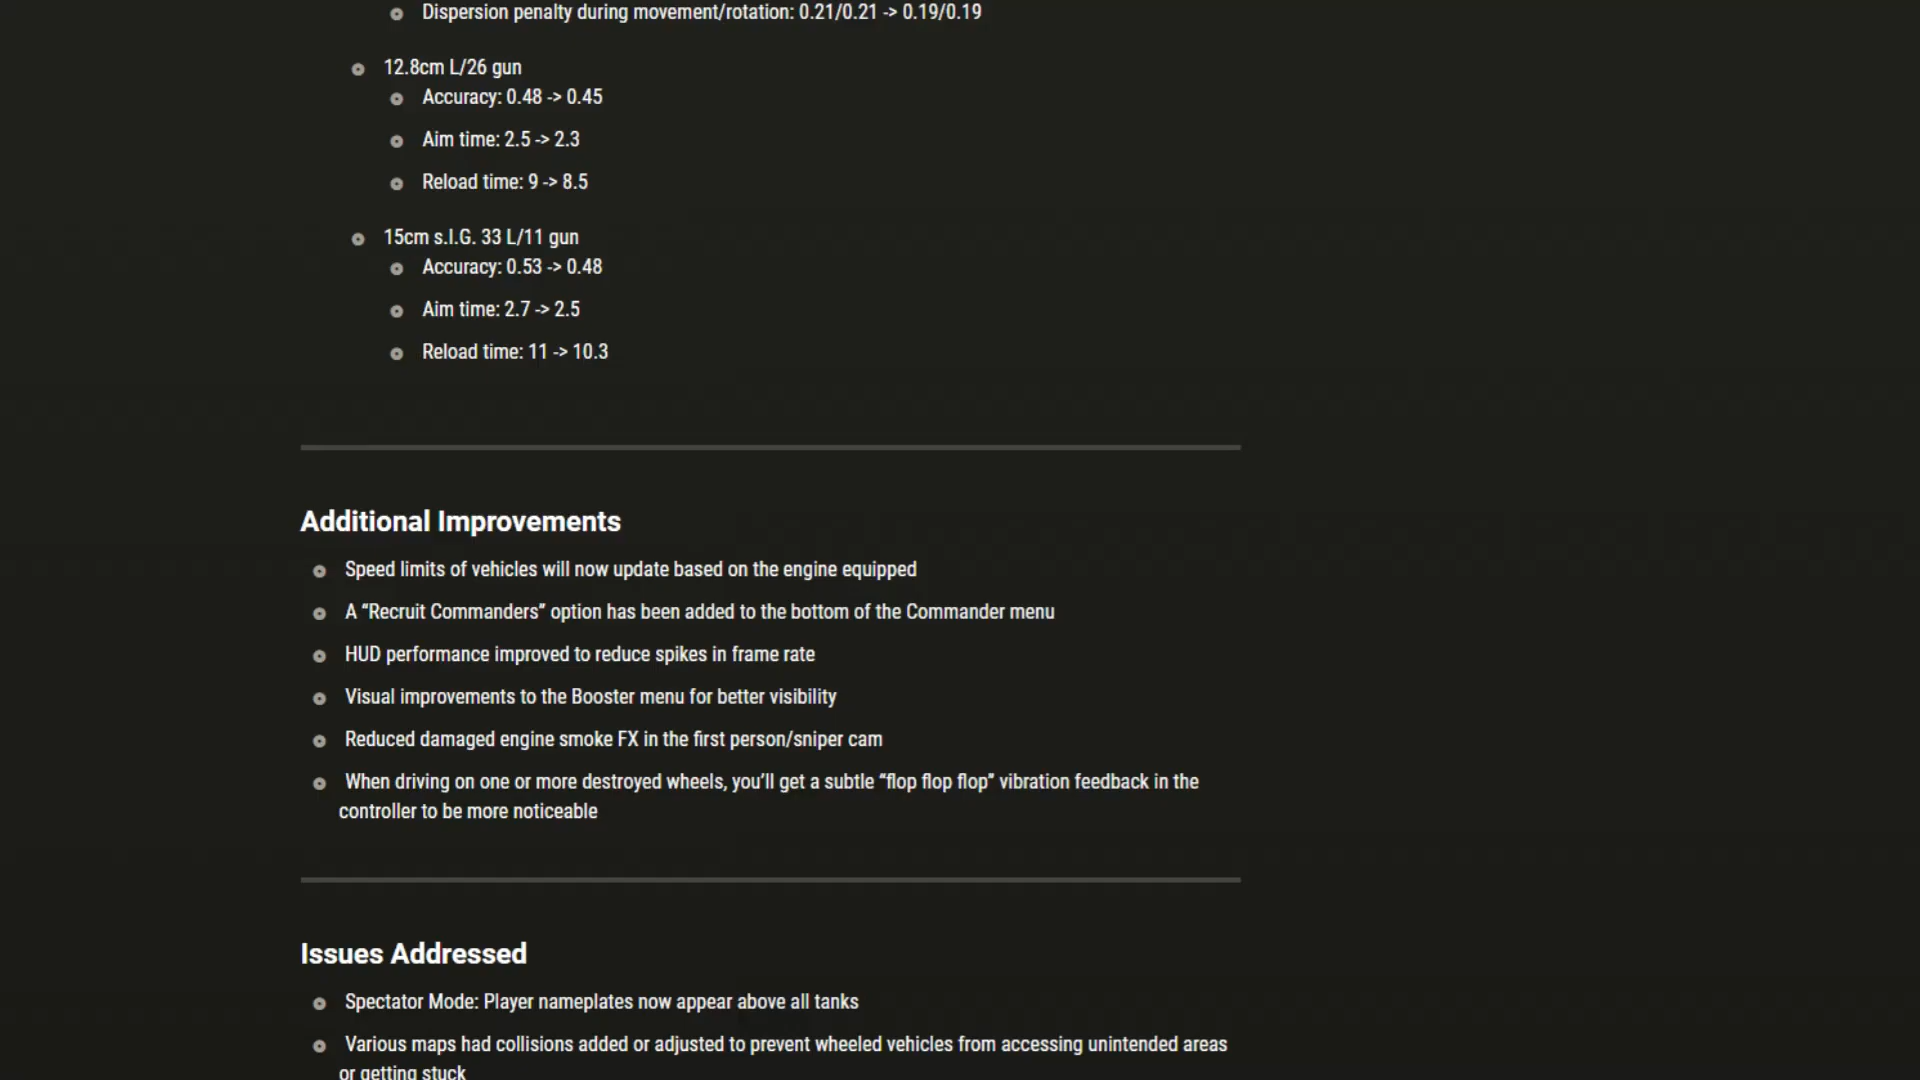 Dispersion penalty during movement/rotation: 0.21/0.21 -> 0.19/0.19
12.8cm L/26 gun
Accuracy: 0.48 -> 0.45
Aim time: 2.5 -> 2.3
Reload time: 9 -> 8.5
15cm s.I.G. 33 L/11 gun
Accuracy: 0.53 -> 0.48
Aim time: 2.7 -> 2.5
Reload time: 11 -> 10.3
Additional Improvements
Speed limits of vehicles will now update based on the engine equipped
A “Recruit Commanders” option has been added to the bottom of the Commander menu
HUD performance improved to reduce spikes in frame rate
Visual improvements to the Booster menu for better visibility
Reduced damaged engine smoke FX in the first person/sniper cam
When driving on one or more destroyed wheels, you’ll get a subtle “flop flop flop” vibration feedback in the
controller to be more noticeable
Issues Addressed
Spectator Mode: Player nameplates now appear above all tanks
Various maps had collisions added or adjusted to prevent wheeled vehicles from accessing unintended areas
or getting stuck